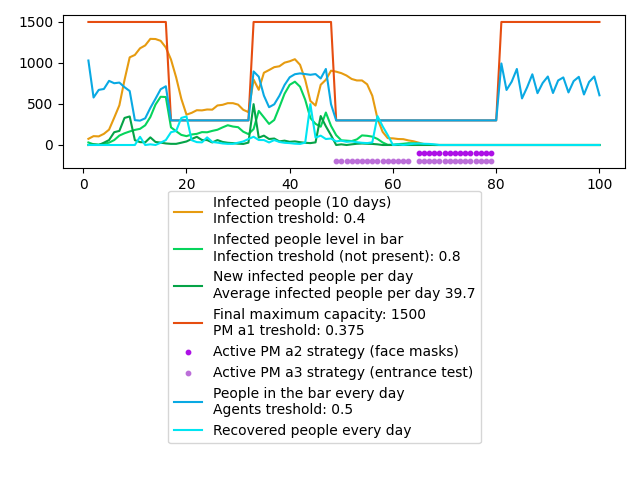 1500
1000
500
0
0
20
40
60
80
100
Infected people (10 days)
Infection treshold: 0.4
Infected people level in bar
Infection treshold (not present): 0.8
New infected people per day
Average infected people per day 39.7
Final maximum capacity: 1500
PM a1 treshold: 0.375
Active PM a2 strategy (face masks)
Active PM a3 strategy (entrance test)
People in the bar every day
Agents treshold: 0.5
Recovered people every day